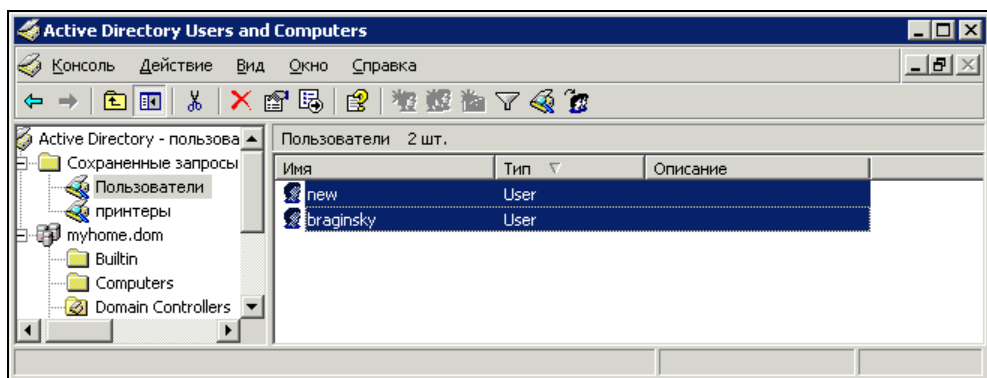 Active Directory Users and Computers
Консоль Действие Вид Окно Справка
Active Directory - пользова
Сохраненные запросы
Пользователи
принтеры
myhome.dom
Builtin
Computers
Domain Controllers
Пользователи 2 шт.
Имя Тип Описание
new User
braginsky User